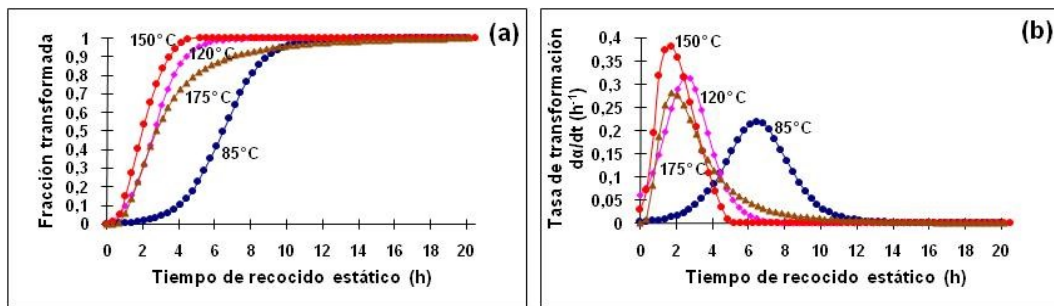 (a)
Fracción transformada
1
0,9
0,8
0,7
0,6
0,5
0,4
0,3
0,2
0,1
0
150°C
120°C
175°C
85°C
0 2 4 6 8 10 12 14 16 18 20
Tiempo de recocido estático (h)
(b)
Tasa de transformación
dα/dt (h⁻¹)
0,4
0,35
0,3
0,25
0,2
0,15
0,1
0,05
0
150°C
120°C
85°C
175°C
0 2 4 6 8 10 12 14 16 18 20
Tiempo de recocido estático (h)